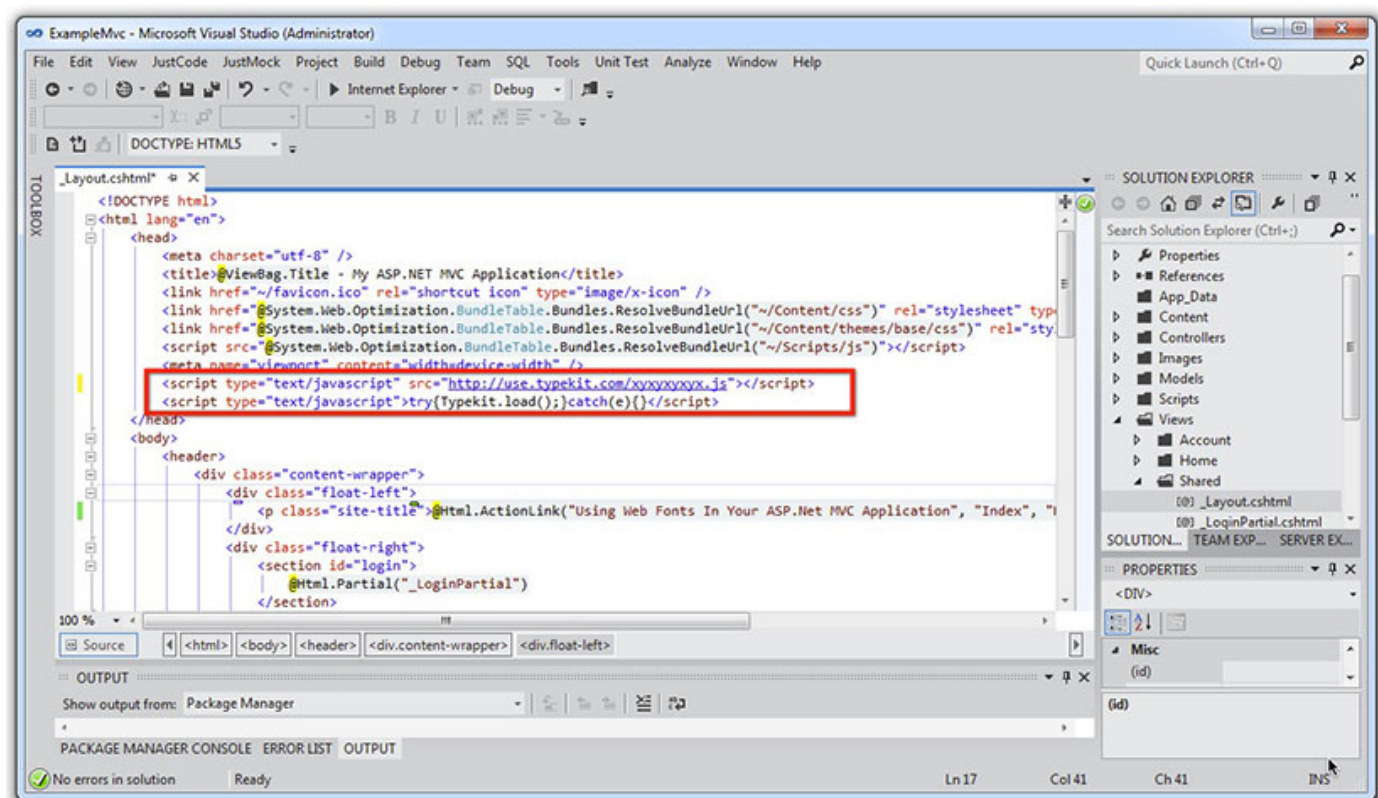 ExampleMvc - Microsoft Visual Studio (Administrator)
File Edit View JustCode JustMock Project Build Debug Team SQL Tools Unit Test Analyze Window Help Quick Launch (Ctrl+Q)
Internet Explorer Debug
B I U
DOCTYPE: HTML5
TOOLBOX
_Layout.cshtml*
<!DOCTYPE html>
<html lang="en">
<head>
<meta charset="utf-8" />
<title>@ViewBag.Title - My ASP.NET MVC Application</title>
<link href="~/favicon.ico" rel="shortcut icon" type="image/x-icon" />
<link href="@System.Web.Optimization.BundleTable.Bundles.ResolveBundleUrl("~/Content/css")" rel="stylesheet" typ
<link href="@System.Web.Optimization.BundleTable.Bundles.ResolveBundleUrl("~/Content/themes/base/css")" rel="sty
<script src="@System.Web.Optimization.BundleTable.Bundles.ResolveBundleUrl("~/Scripts/js")"></script>
<meta name="viewport" content="width=device-width" />
<script type="text/javascript" src="http://use.typekit.com/xyxyxyxyx.js"></script>
<script type="text/javascript">try{Typekit.load();}catch(e){}</script>
</head>
<body>
<header>
<div class="content-wrapper">
<div class="float-left">
<p class="site-title">@Html.ActionLink("Using Web Fonts In Your ASP.Net MVC Application", "Index", "
</div>
<div class="float-right">
<section id="login">
@Html.Partial("_LoginPartial")
</section>
100 %
Source <html> <body> <header> <div.content-wrapper> <div.float-left>
OUTPUT
Show output from: Package Manager
PACKAGE MANAGER CONSOLE ERROR LIST OUTPUT
SOLUTION EXPLORER
Search Solution Explorer (Ctrl+;)
Properties
References
App_Data
Content
Controllers
Images
Models
Scripts
Views
Account
Home
Shared
[@] _Layout.cshtml
[@] _LoginPartial.cshtml
SOLUTION... TEAM EXP... SERVER EX...
PROPERTIES
<DIV>
Misc
(id)
(id)
No errors in solution Ready Ln 17 Col 41 Ch 41 INS